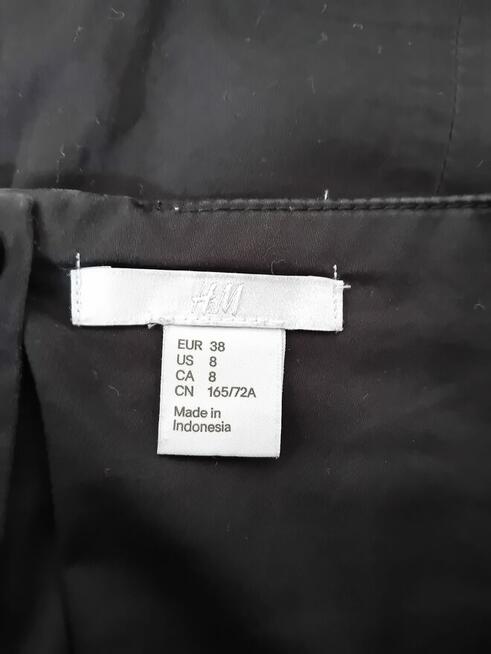 H&M
EUR 38
US 8
CA 8
CN 165/72A
Made in
Indonesia